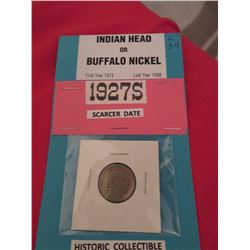 INDIAN HEAD
OR
BUFFALO NICKEL
First Year 1913 Last Year 1938
1927S
SCARCER DATE
HISTORIC COLLECTIBLE